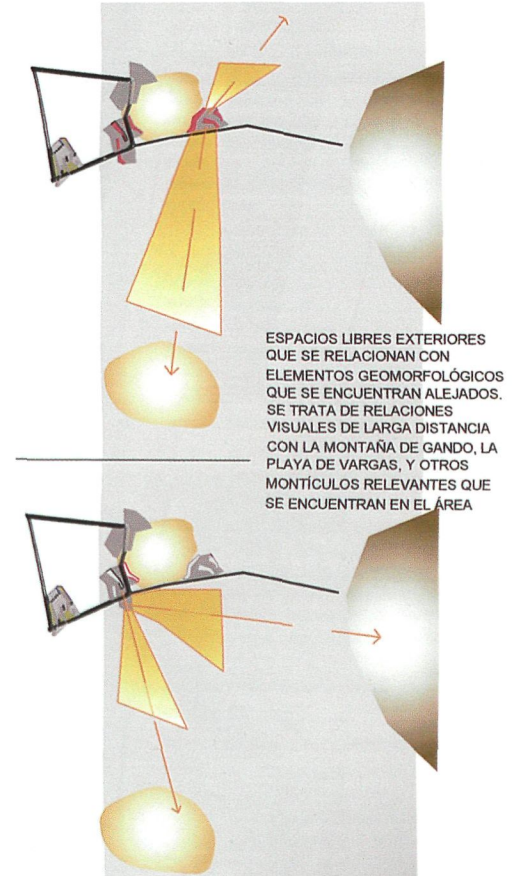 ESPACIOS LIBRES EXTERIORES
QUE SE RELACIONAN CON
ELEMENTOS GEOMORFOLÓGICOS
QUE SE ENCUENTRAN ALEJADOS.
SE TRATA DE RELACIONES
VISUALES DE LARGA DISTANCIA
CON LA MONTAÑA DE GANDO, LA
PLAYA DE VARGAS, Y OTROS
MONTÍCULOS RELEVANTES QUE
SE ENCUENTRAN EN EL ÁREA